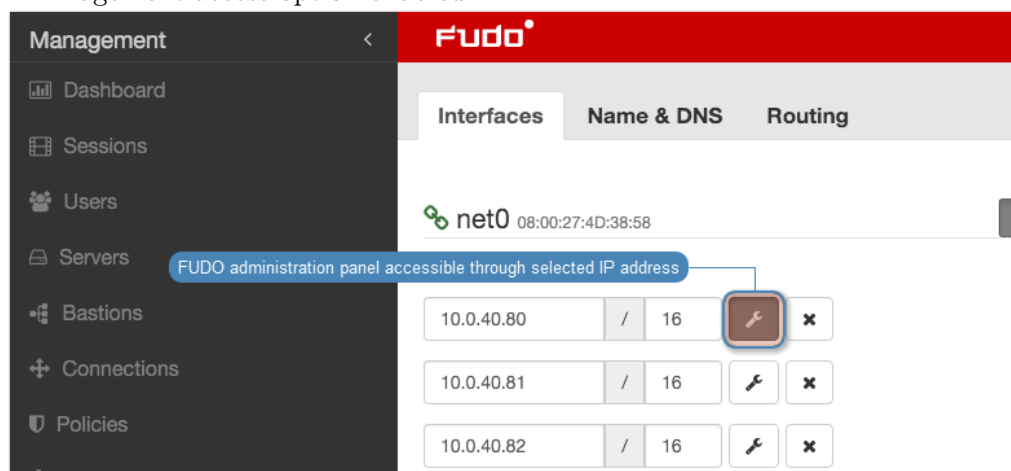 Management
FUDO
Dashboard
Interfaces Name & DNS Routing
Sessions
Users
net0 08:00:27:4D:38:58
Servers
FUDO administration panel accessible through selected IP address
Bastions
10.0.40.80 / 16
Connections
10.0.40.81 / 16
Policies
10.0.40.82 / 16